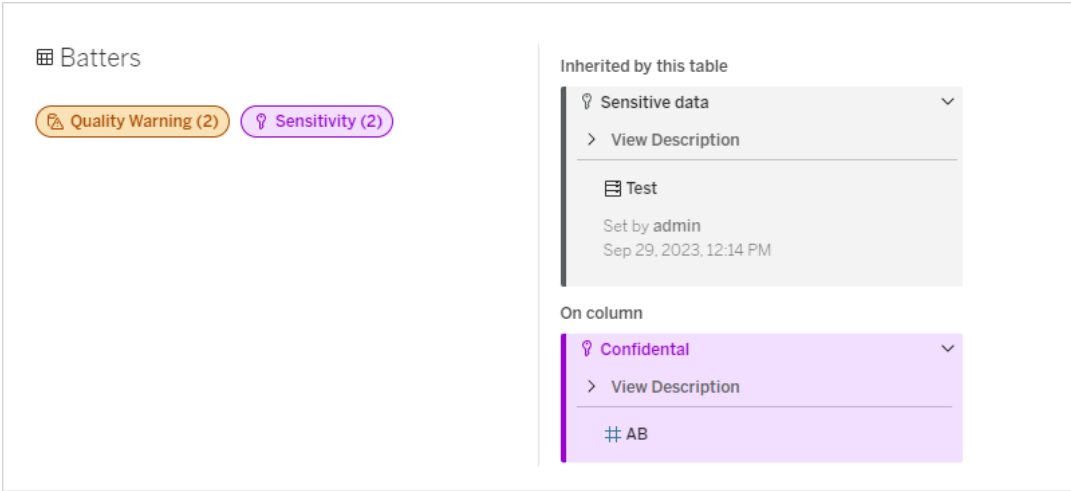 Batters
Quality Warning (2) Sensitivity (2)
Inherited by this table
Sensitive data
View Description
Test
Set by admin
Sep 29, 2023, 12:14 PM
On column
Confidental
View Description
AB